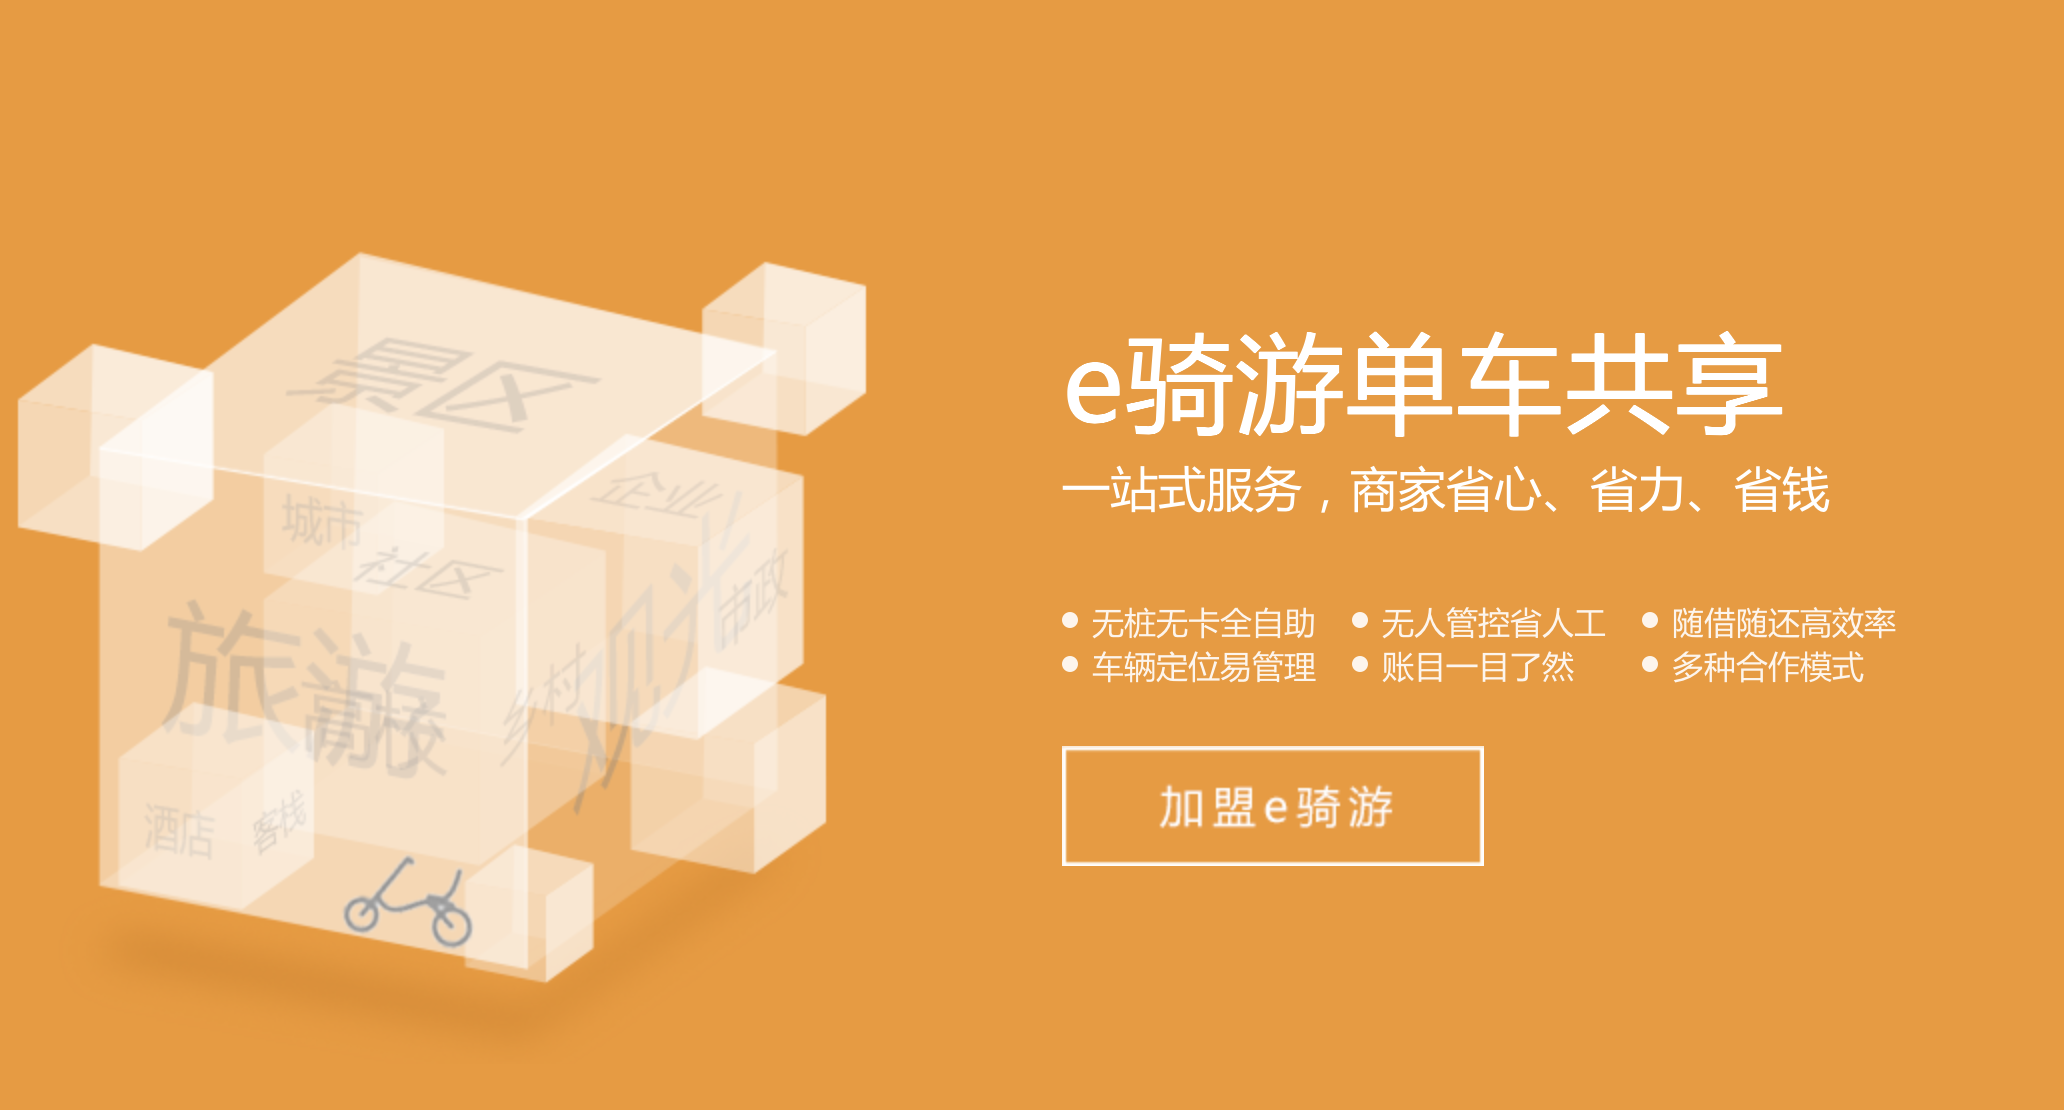 景区
城市
社区
企业
市政
旅游
观光
高校
乡村
酒店
客栈
e骑游单车共享
一站式服务，商家省心、省力、省钱
无桩无卡全自助 无人管控省人工 随借随还高效率
车辆定位易管理 账目一目了然 多种合作模式
加盟e骑游